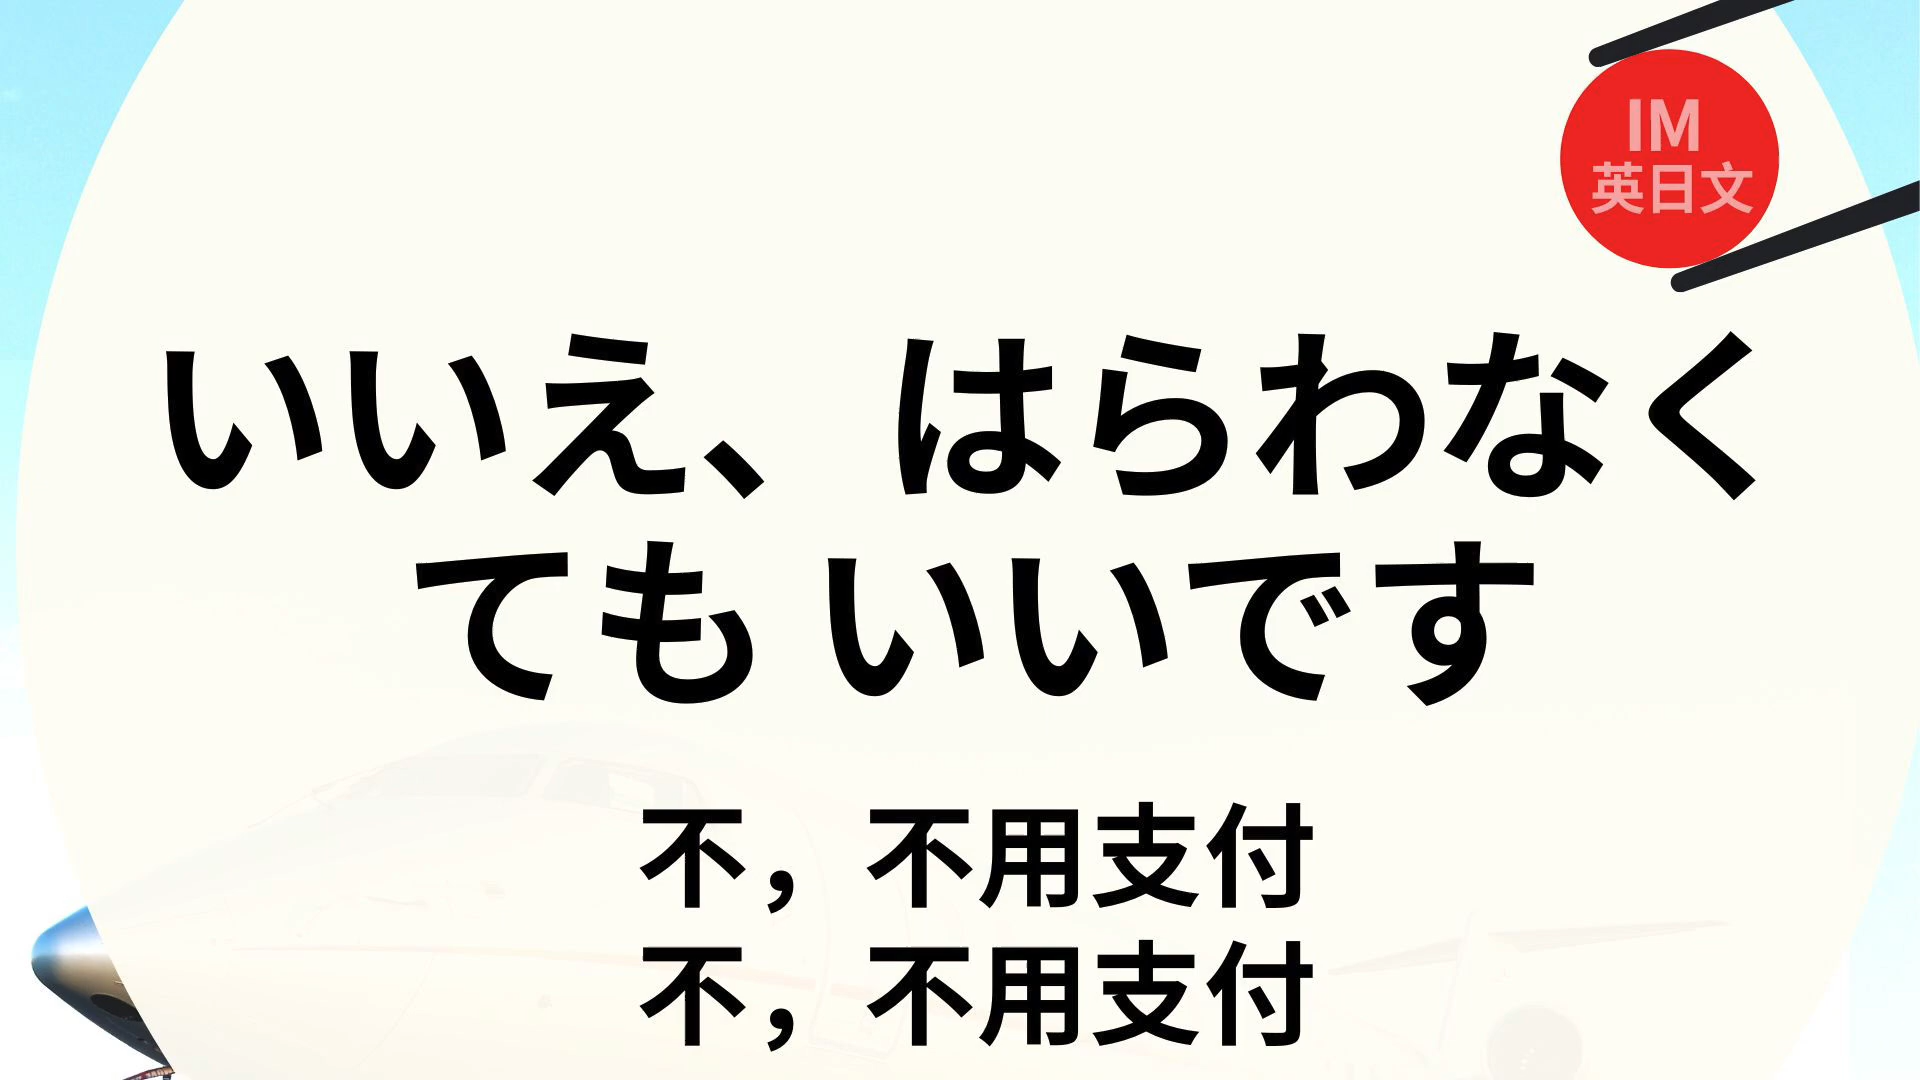 IM
英日文
いいえ、はらわなく
ても いいです
不，不用支付
不，不用支付